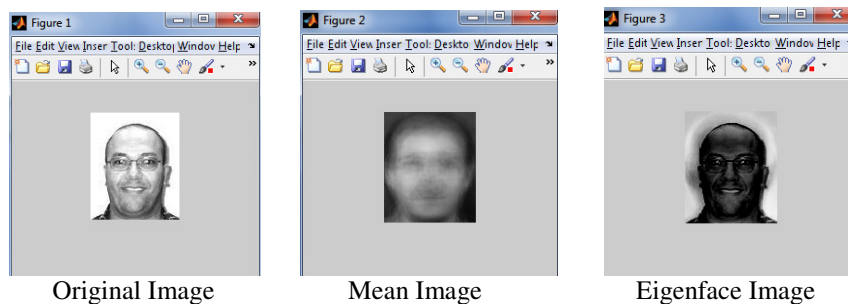 Figure 1
File Edit View Inser Tool: Desktop Windov Help
Original Image
Figure 2
File Edit View Inser Tool: Deskto Windov Help
Mean Image
Figure 3
File Edit View Inser Tool: Deskto Windov Help
Eigenface Image